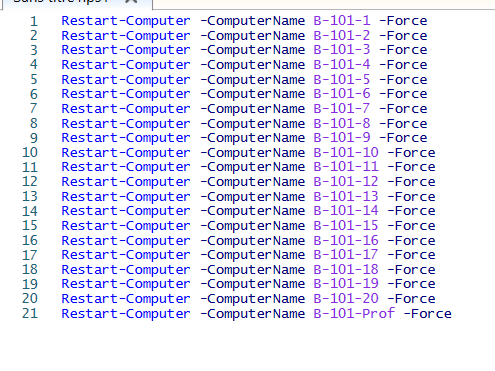 Sans titre1.ps1 X
1 Restart-Computer -ComputerName B-101-1 -Force
2 Restart-Computer -ComputerName B-101-2 -Force
3 Restart-Computer -ComputerName B-101-3 -Force
4 Restart-Computer -ComputerName B-101-4 -Force
5 Restart-Computer -ComputerName B-101-5 -Force
6 Restart-Computer -ComputerName B-101-6 -Force
7 Restart-Computer -ComputerName B-101-7 -Force
8 Restart-Computer -ComputerName B-101-8 -Force
9 Restart-Computer -ComputerName B-101-9 -Force
10 Restart-Computer -ComputerName B-101-10 -Force
11 Restart-Computer -ComputerName B-101-11 -Force
12 Restart-Computer -ComputerName B-101-12 -Force
13 Restart-Computer -ComputerName B-101-13 -Force
14 Restart-Computer -ComputerName B-101-14 -Force
15 Restart-Computer -ComputerName B-101-15 -Force
16 Restart-Computer -ComputerName B-101-16 -Force
17 Restart-Computer -ComputerName B-101-17 -Force
18 Restart-Computer -ComputerName B-101-18 -Force
19 Restart-Computer -ComputerName B-101-19 -Force
20 Restart-Computer -ComputerName B-101-20 -Force
21 Restart-Computer -ComputerName B-101-Prof -Force